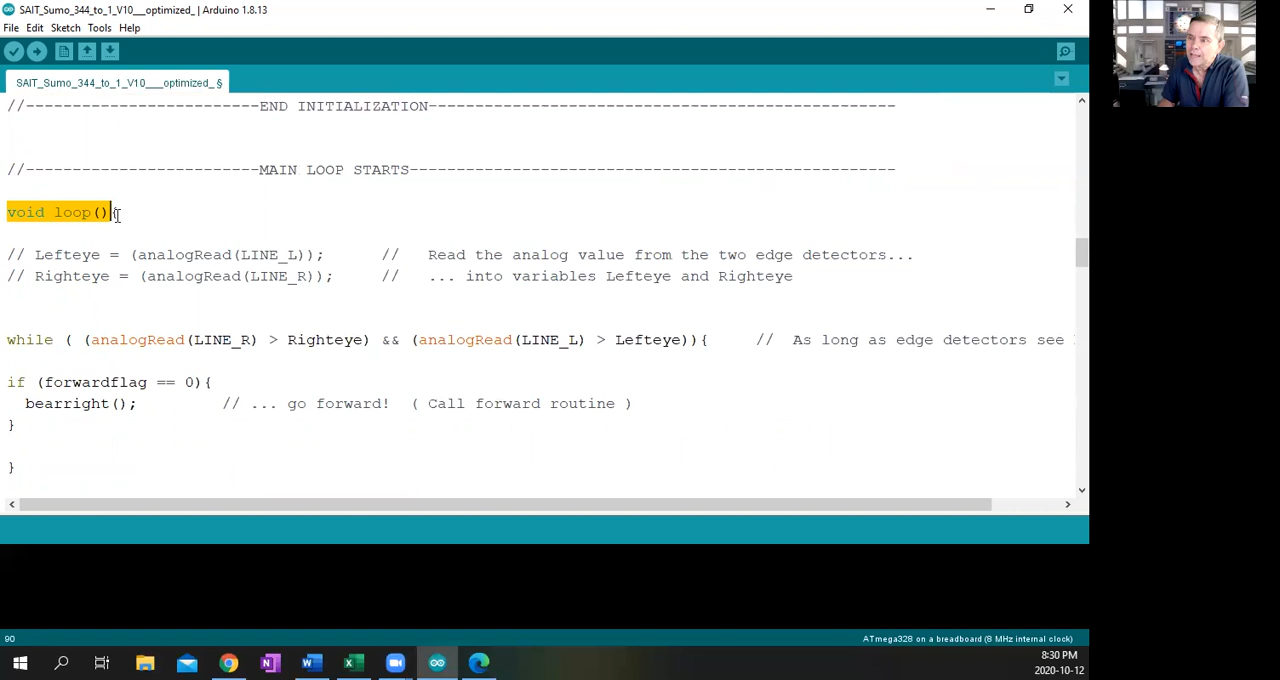 SAIT_Sumo_344_to_1_V10___optimized_ | Arduino 1.8.13
File Edit Sketch Tools Help
SAIT_Sumo_344_to_1_V10___optimized_ §
//-------------------------END INITIALIZATION--------------------------------------------------
//-------------------------MAIN LOOP STARTS----------------------------------------------------
void loop(){
// Lefteye = (analogRead(LINE_L)); // Read the analog value from the two edge detectors...
// Righteye = (analogRead(LINE_R)); // ... into variables Lefteye and Righteye
while ( (analogRead(LINE_R) > Righteye) && (analogRead(LINE_L) > Lefteye)){ // As long as edge detectors see
if (forwardflag == 0){
bearright(); // ... go forward! ( Call forward routine )
}
}
90 ATmega328 on a breadboard (8 MHz internal clock)
8:30 PM
2020-10-12